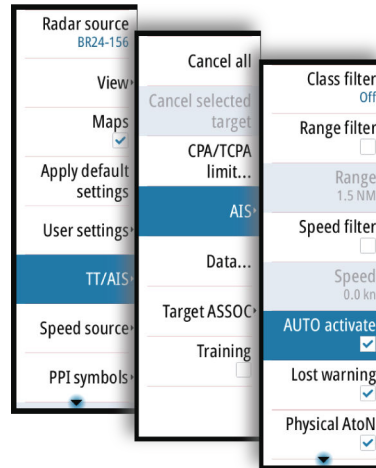 Radar source
BR24-156
View
Maps
Apply default
settings
User settings
TT/AIS
Speed source
PPI symbols
Cancel all
Cancel selected
target
CPA/TCPA
limit...
AIS
Data...
Target ASSOC
Training
Class filter
Off
Range filter
Range
1.5 NM
Speed filter
Speed
0.0 kn
AUTO activate
Lost warning
Physical AtoN